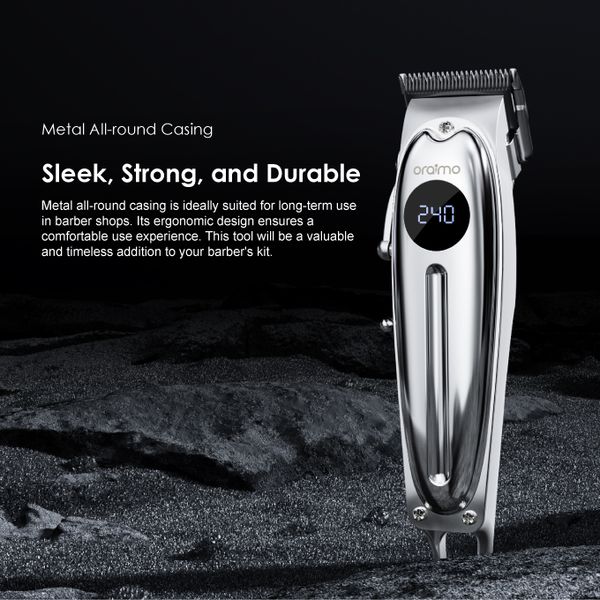 Metal All-round Casing
Sleek, Strong, and Durable
Metal all-round casing is ideally suited for long-term use
in barber shops. Its ergonomic design ensures a
comfortable use experience. This tool will be a valuable
and timeless addition to your barber's kit.
oraimo
240